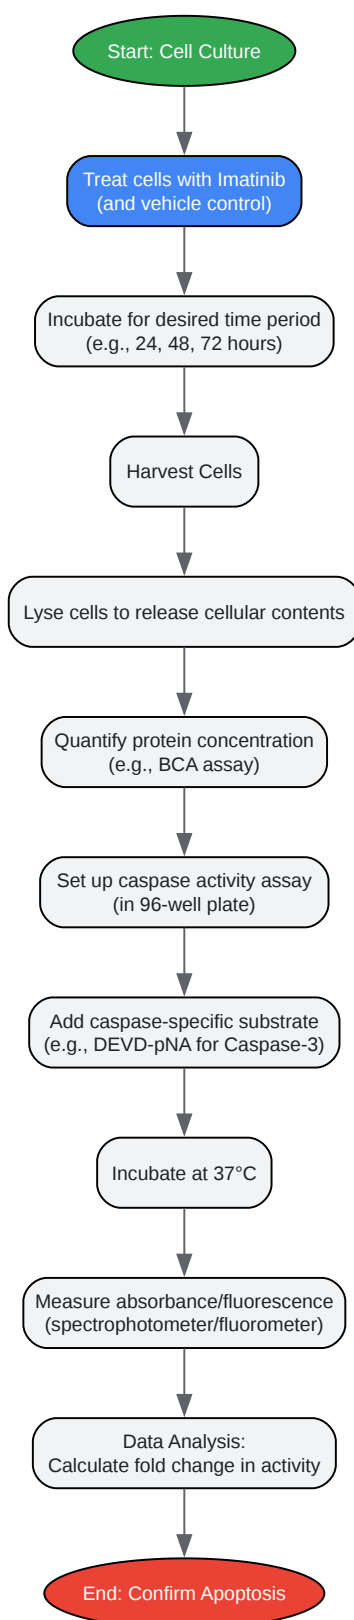 Start: Cell Culture
Treat cells with Imatinib
(and vehicle control)
Incubate for desired time period
(e.g., 24, 48, 72 hours)
Harvest Cells
Lyse cells to release cellular contents
Quantify protein concentration
(e.g., BCA assay)
Set up caspase activity assay
(in 96-well plate)
Add caspase-specific substrate
(e.g., DEVD-pNA for Caspase-3)
Incubate at 37°C
Measure absorbance/fluorescence
(spectrophotometer/fluorometer)
Data Analysis:
Calculate fold change in activity
End: Confirm Apoptosis